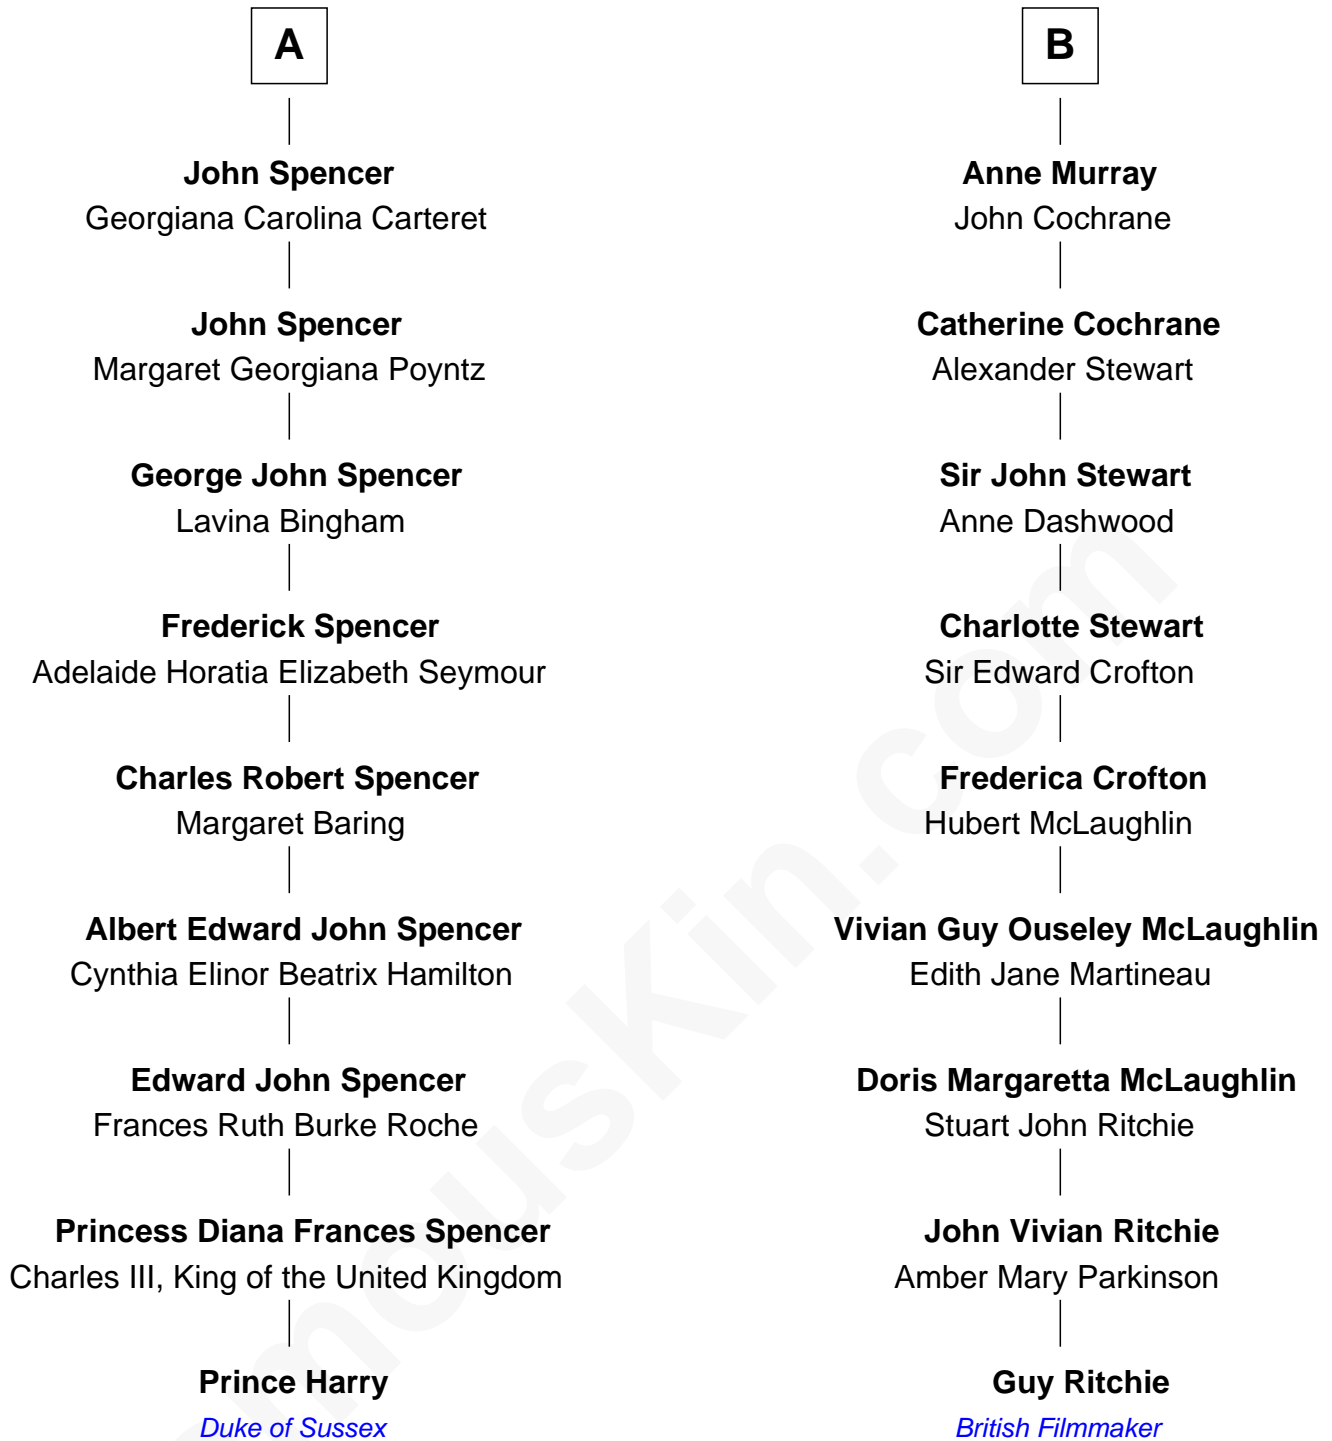 A
John Spencer
Georgiana Carolina Carteret
John Spencer
Margaret Georgiana Poyntz
George John Spencer
Lavina Bingham
Frederick Spencer
Adelaide Horatia Elizabeth Seymour
Charles Robert Spencer
Margaret Baring
Albert Edward John Spencer
Cynthia Elinor Beatrix Hamilton
Edward John Spencer
Frances Ruth Burke Roche
Princess Diana Frances Spencer
Charles III, King of the United Kingdom
Prince Harry
Duke of Sussex
B
Anne Murray
John Cochrane
Catherine Cochrane
Alexander Stewart
Sir John Stewart
Anne Dashwood
Charlotte Stewart
Sir Edward Crofton
Frederica Crofton
Hubert McLaughlin
Vivian Guy Ouseley McLaughlin
Edith Jane Martineau
Doris Margaretta McLaughlin
Stuart John Ritchie
John Vivian Ritchie
Amber Mary Parkinson
Guy Ritchie
British Filmmaker
mousKin.com